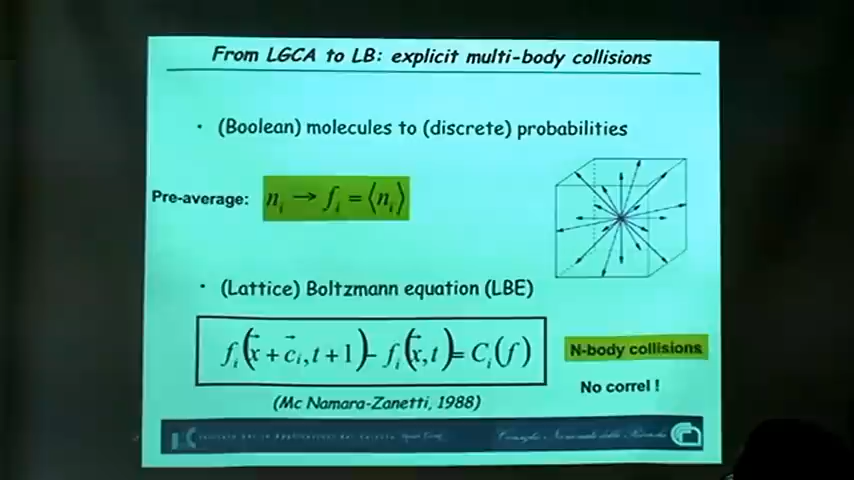 From LGCA to LB: explicit multi-body collisions
• (Boolean) molecules to (discrete) probabilities
Pre-average: nᵢ → fᵢ = ⟨nᵢ⟩
• (Lattice) Boltzmann equation (LBE)
fᵢ(x⃗ + c⃗ᵢ, t + 1) - fᵢ(x⃗, t) = Cᵢ(f)
N-body collisions
No correl !
(Mc Namara-Zanetti, 1988)